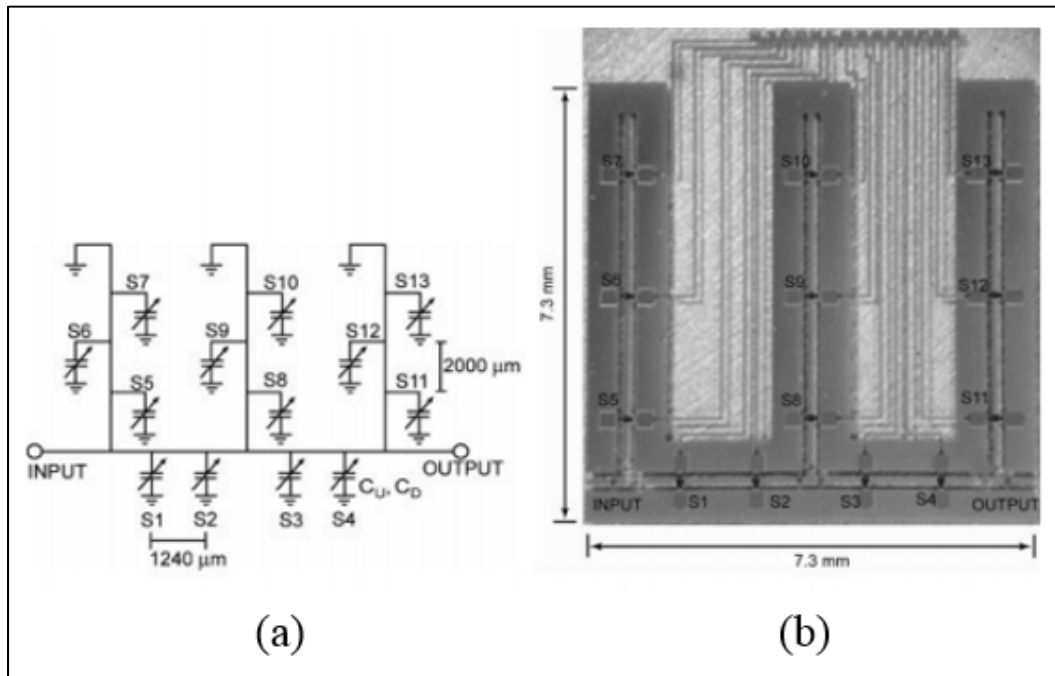 S7
S10
S13
S6
S9
S12
2000 μm
S5
S8
S11
INPUT
OUTPUT
C_U, C_D
S1
S2
S3
S4
1240 μm
(a)
S7
S10
S13
7.3 mm
S6
S9
S12
S5
S8
S11
INPUT
S1
S2
S3
S4
OUTPUT
7.3 mm
(b)